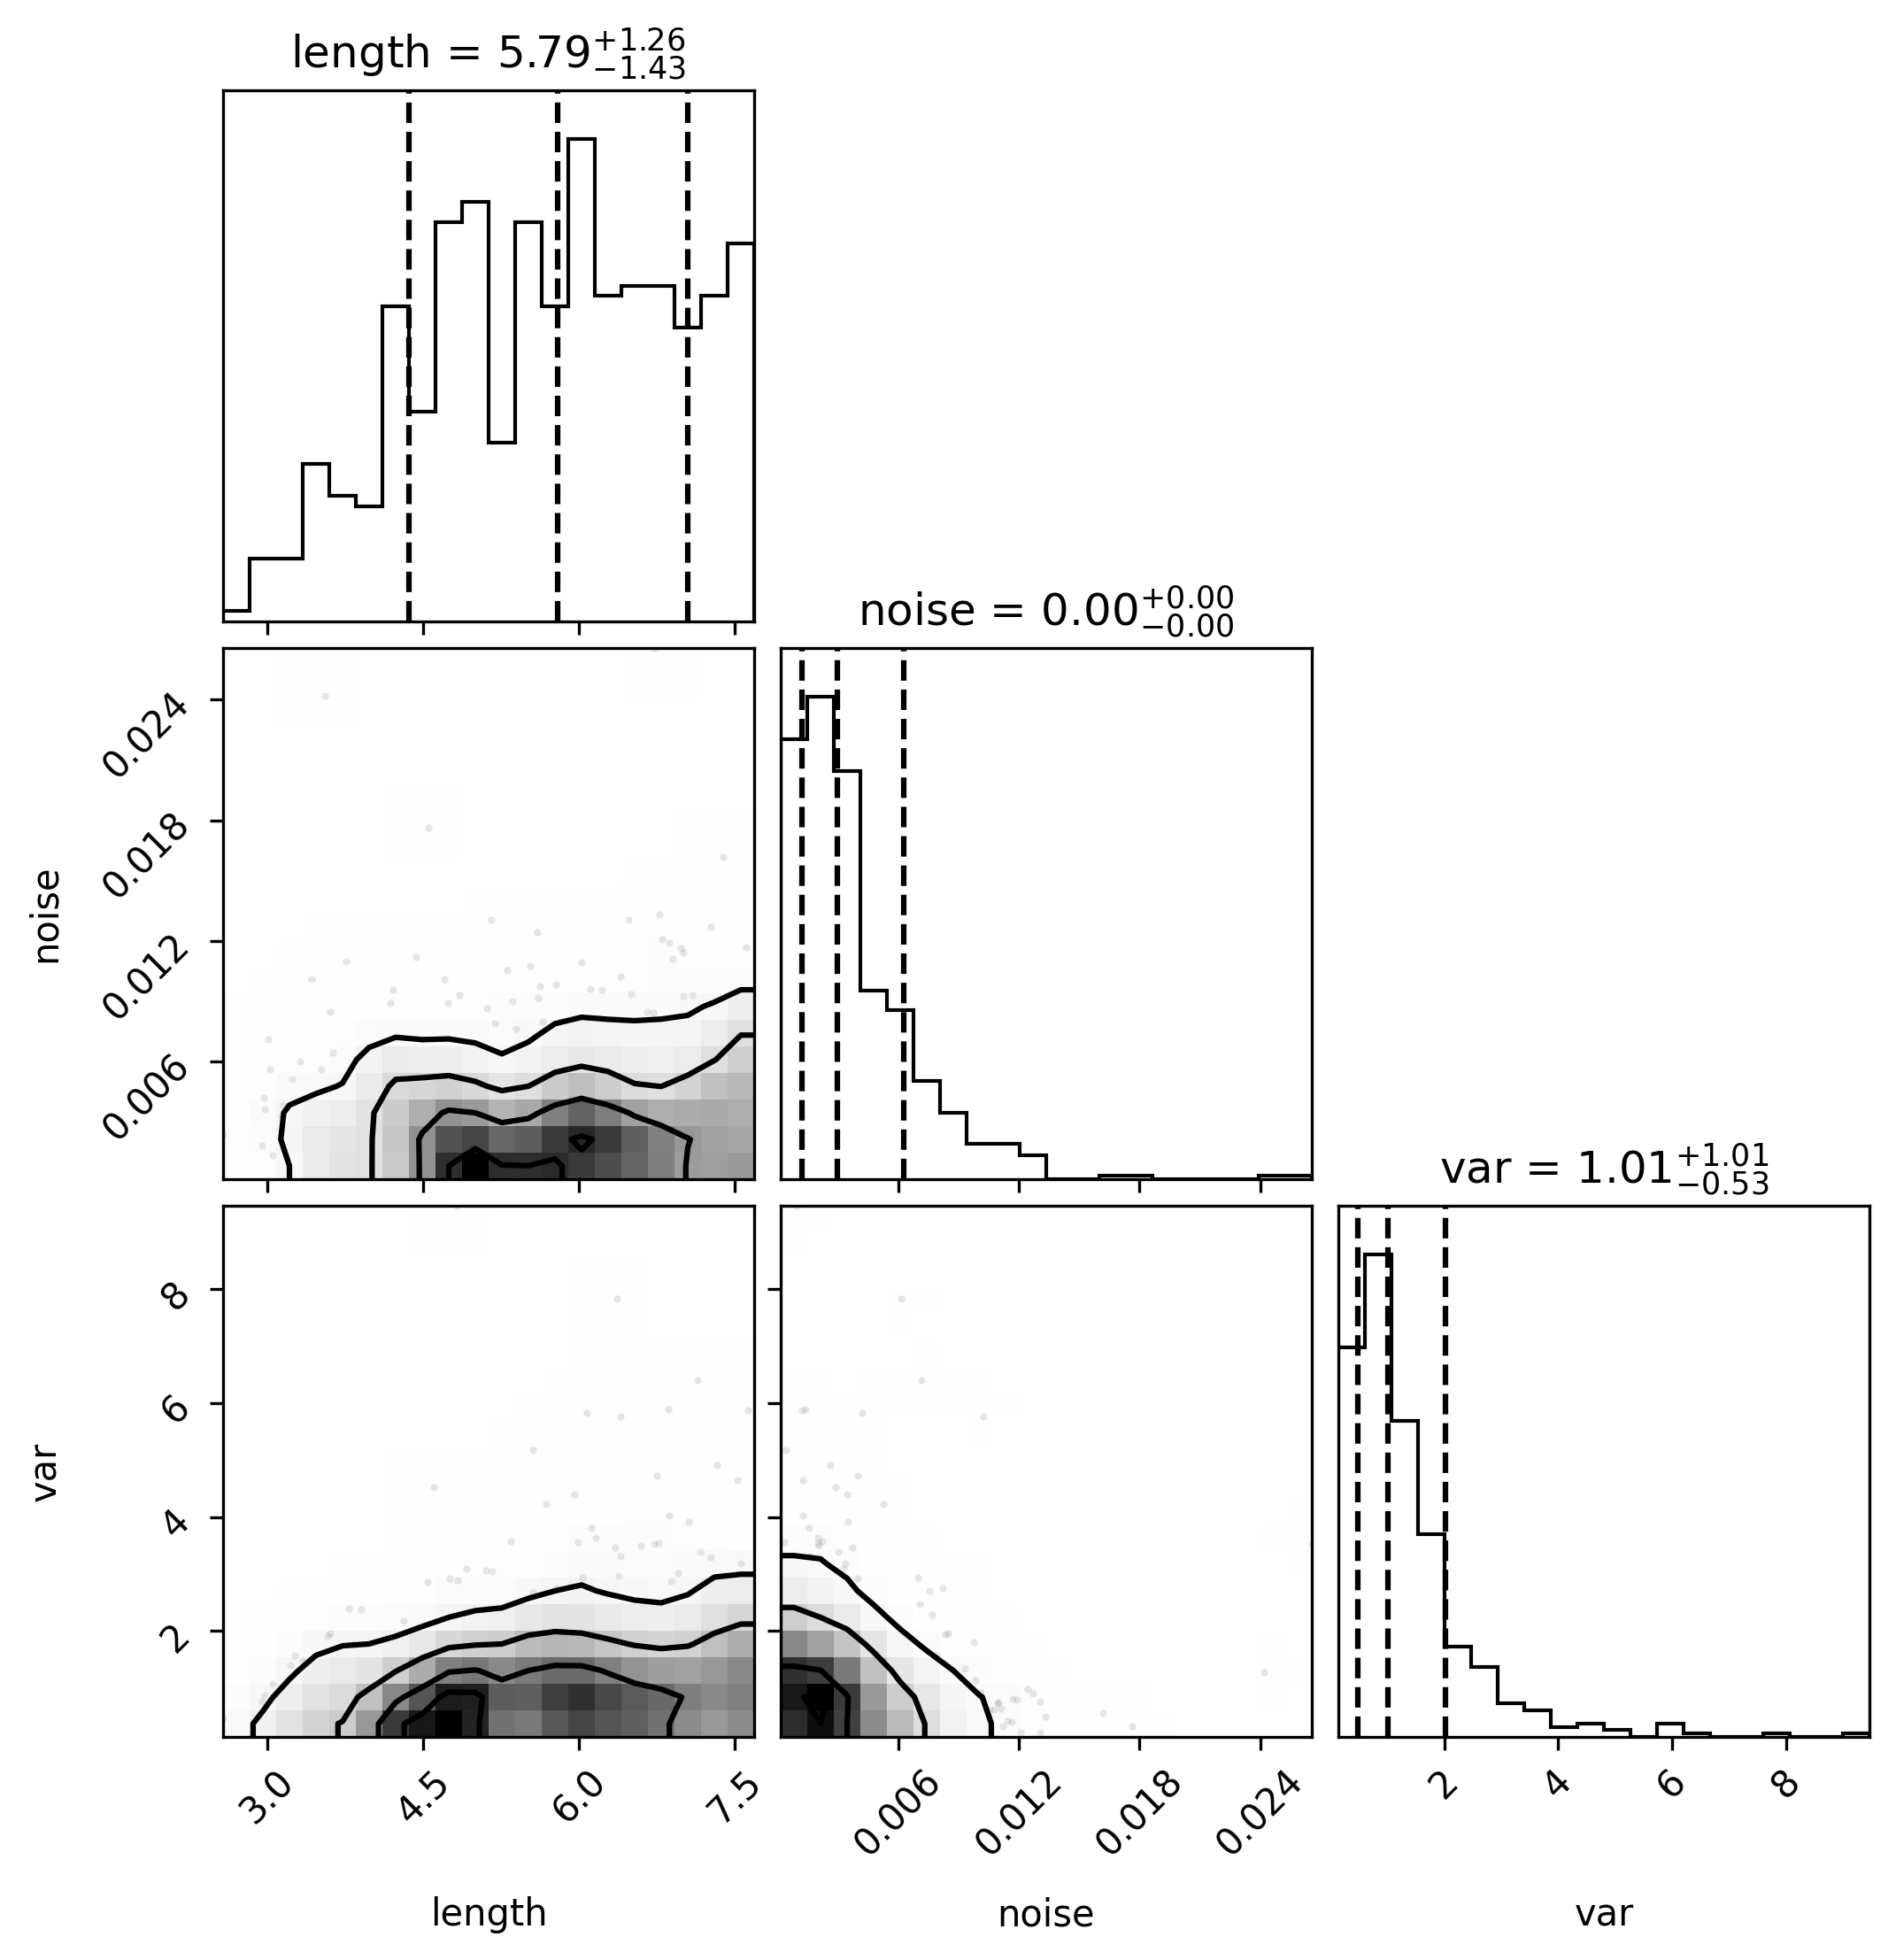 length = 5.79 +1.26 −1.43
noise = 0.00 +0.00 −0.00
0.024
0.018
0.012
0.006
noise
var = 1.01 +1.01 −0.53
8
6
4
2
var
3.0 4.5 6.0 7.5 0.006 0.012 0.018 0.024 2 4 6 8
length noise var